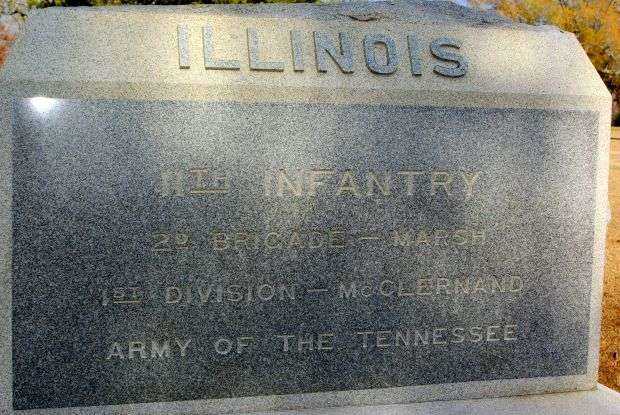 ILLINOIS
11TH INFANTRY
2D BRIGADE - MARSH
1ST DIVISION - McCLERNAND
ARMY OF THE TENNESSEE